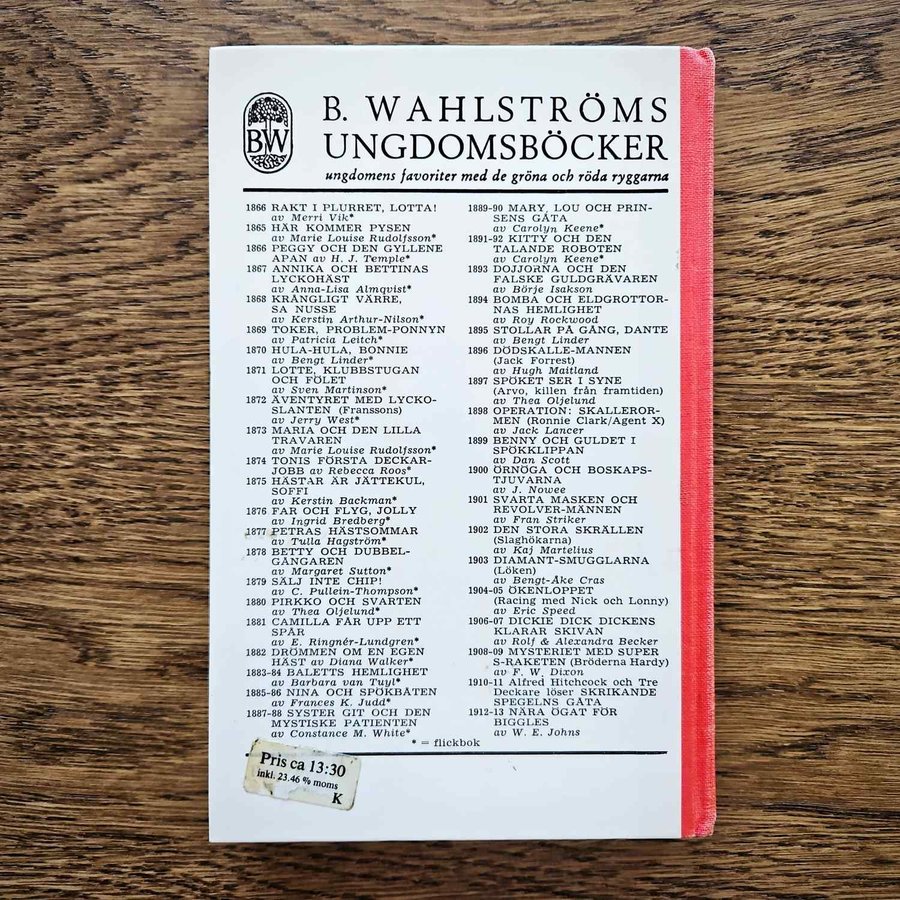 BW
B. WAHLSTRÖMS
UNGDOMSBÖCKER
ungdomens favoriter med de gröna och röda ryggarna
1866 RAKT I PLURRET, LOTTA!
av Merri Vik*
1865 HÄR KOMMER PYSEN
av Marie Louise Rudolfsson*
1866 PEGGY OCH DEN GYLLENE
APAN av H. J. Temple*
1867 ANNIKA OCH BETTINAS
LYCKOHÄST
av Anna-Lisa Almqvist*
1868 KRÅNGLIGT VÄRRE,
SA NUSSE
av Kerstin Arthur-Nilson*
1869 TOKER, PROBLEM-PONNYN
av Patricia Leitch*
1870 HULA-HULA, BONNIE
av Bengt Linder*
1871 LOTTE, KLUBBSTUGAN
OCH FÖLET
av Sven Martinson*
1872 ÄVENTYRET MED LYCKO-
SLANTEN (Franssons)
av Jerry West*
1873 MARIA OCH DEN LILLA
TRAVAREN
av Marie Louise Rudolfsson*
1874 TONIS FÖRSTA DECKAR-
JOBB av Rebecca Roos*
1875 HÄSTAR ÄR JÄTTEKUL,
SOFFI
av Kerstin Backman*
1876 FAR OCH FLYG, JOLLY
av Ingrid Bredberg*
1877 PETRAS HÄSTSOMMAR
av Tulla Hagström*
1878 BETTY OCH DUBBEL-
GÅNGAREN
av Margaret Sutton*
1879 SÄLJ INTE CHIP!
av C. Pullein-Thompson*
1880 PIRKKO OCH SVARTEN
av Thea Oljelund*
1881 CAMILLA FÅR UPP ETT
SPÅR
av E. Ringnér-Lundgren*
1882 DRÖMMEN OM EN EGEN
HÄST av Diana Walker*
1883-84 BALETTS HEMLIGHET
av Barbara van Tuyl*
1885-86 NINA OCH SPÖKBÅTEN
av Frances K. Judd*
1887-88 SYSTER GIT OCH DEN
MYSTISKE PATIENTEN
av Constance M. White*
1889-90 MARY, LOU OCH PRIN-
SENS GÅTA
av Carolyn Keene*
1891-92 KITTY OCH DEN
TALANDE ROBOTEN
av Carolyn Keene*
1893 DOJJORNA OCH DEN
FALSKE GULDGRÄVAREN
av Börje Isakson
1894 BOMBA OCH ELDGROTTOR-
NAS HEMLIGHET
av Roy Rockwood
1895 STOLLAR PÅ GÅNG, DANTE
av Bengt Linder
1896 DÖDSKALLE-MANNEN
(Jack Forrest)
av Hugh Maitland
1897 SPÖKET SER I SYNE
(Arvo, killen från framtiden)
av Thea Oljelund
1898 OPERATION: SKALLEROR-
MEN (Ronnie Clark/Agent X)
av Jack Lancer
1899 BENNY OCH GULDET I
SPÖKKLIPPAN
av Dan Scott
1900 ÖRNÖGA OCH BOSKAPS-
TJUVARNA
av J. Nowee
1901 SVARTA MASKEN OCH
REVOLVER-MÄNNEN
av Fran Striker
1902 DEN STORA SKRÄLLEN
(Slaghökarna)
av Kaj Martelius
1903 DIAMANT-SMUGGLARNA
(Löken)
av Bengt-Åke Cras
1904-05 ÖKENLOPPET
(Racing med Nick och Lonny)
av Eric Speed
1906-07 DICKIE DICK DICKENS
KLARAR SKIVAN
av Rolf & Alexandra Becker
1908-09 MYSTERIET MED SUPER
S-RAKETEN (Bröderna Hardy)
av F. W. Dixon
1910-11 Alfred Hitchcock och Tre
Deckare löser SKRIKANDE
SPEGELNS GÅTA
1912-13 NÄRA ÖGAT FÖR
BIGGLES
av W. E. Johns
* = flickbok
Pris ca 13:30
inkl. 23.46 % moms
K